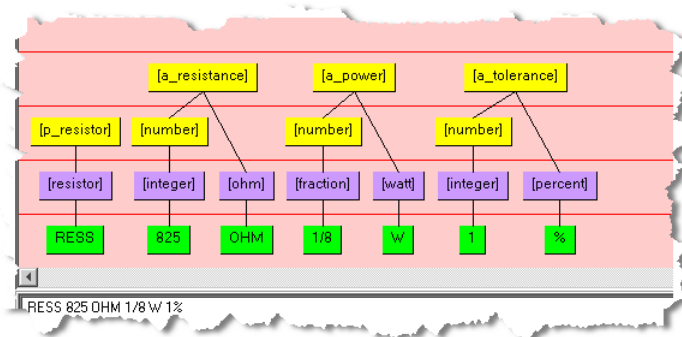 [a_resistance] [a_power] [a_tolerance]
[p_resistor] [number] [number] [number]
[resistor] [integer] [ohm] [fraction] [watt] [integer] [percent]
RESS 825 OHM 1/8 W 1 %
RESS 825 OHM 1/8 W 1%